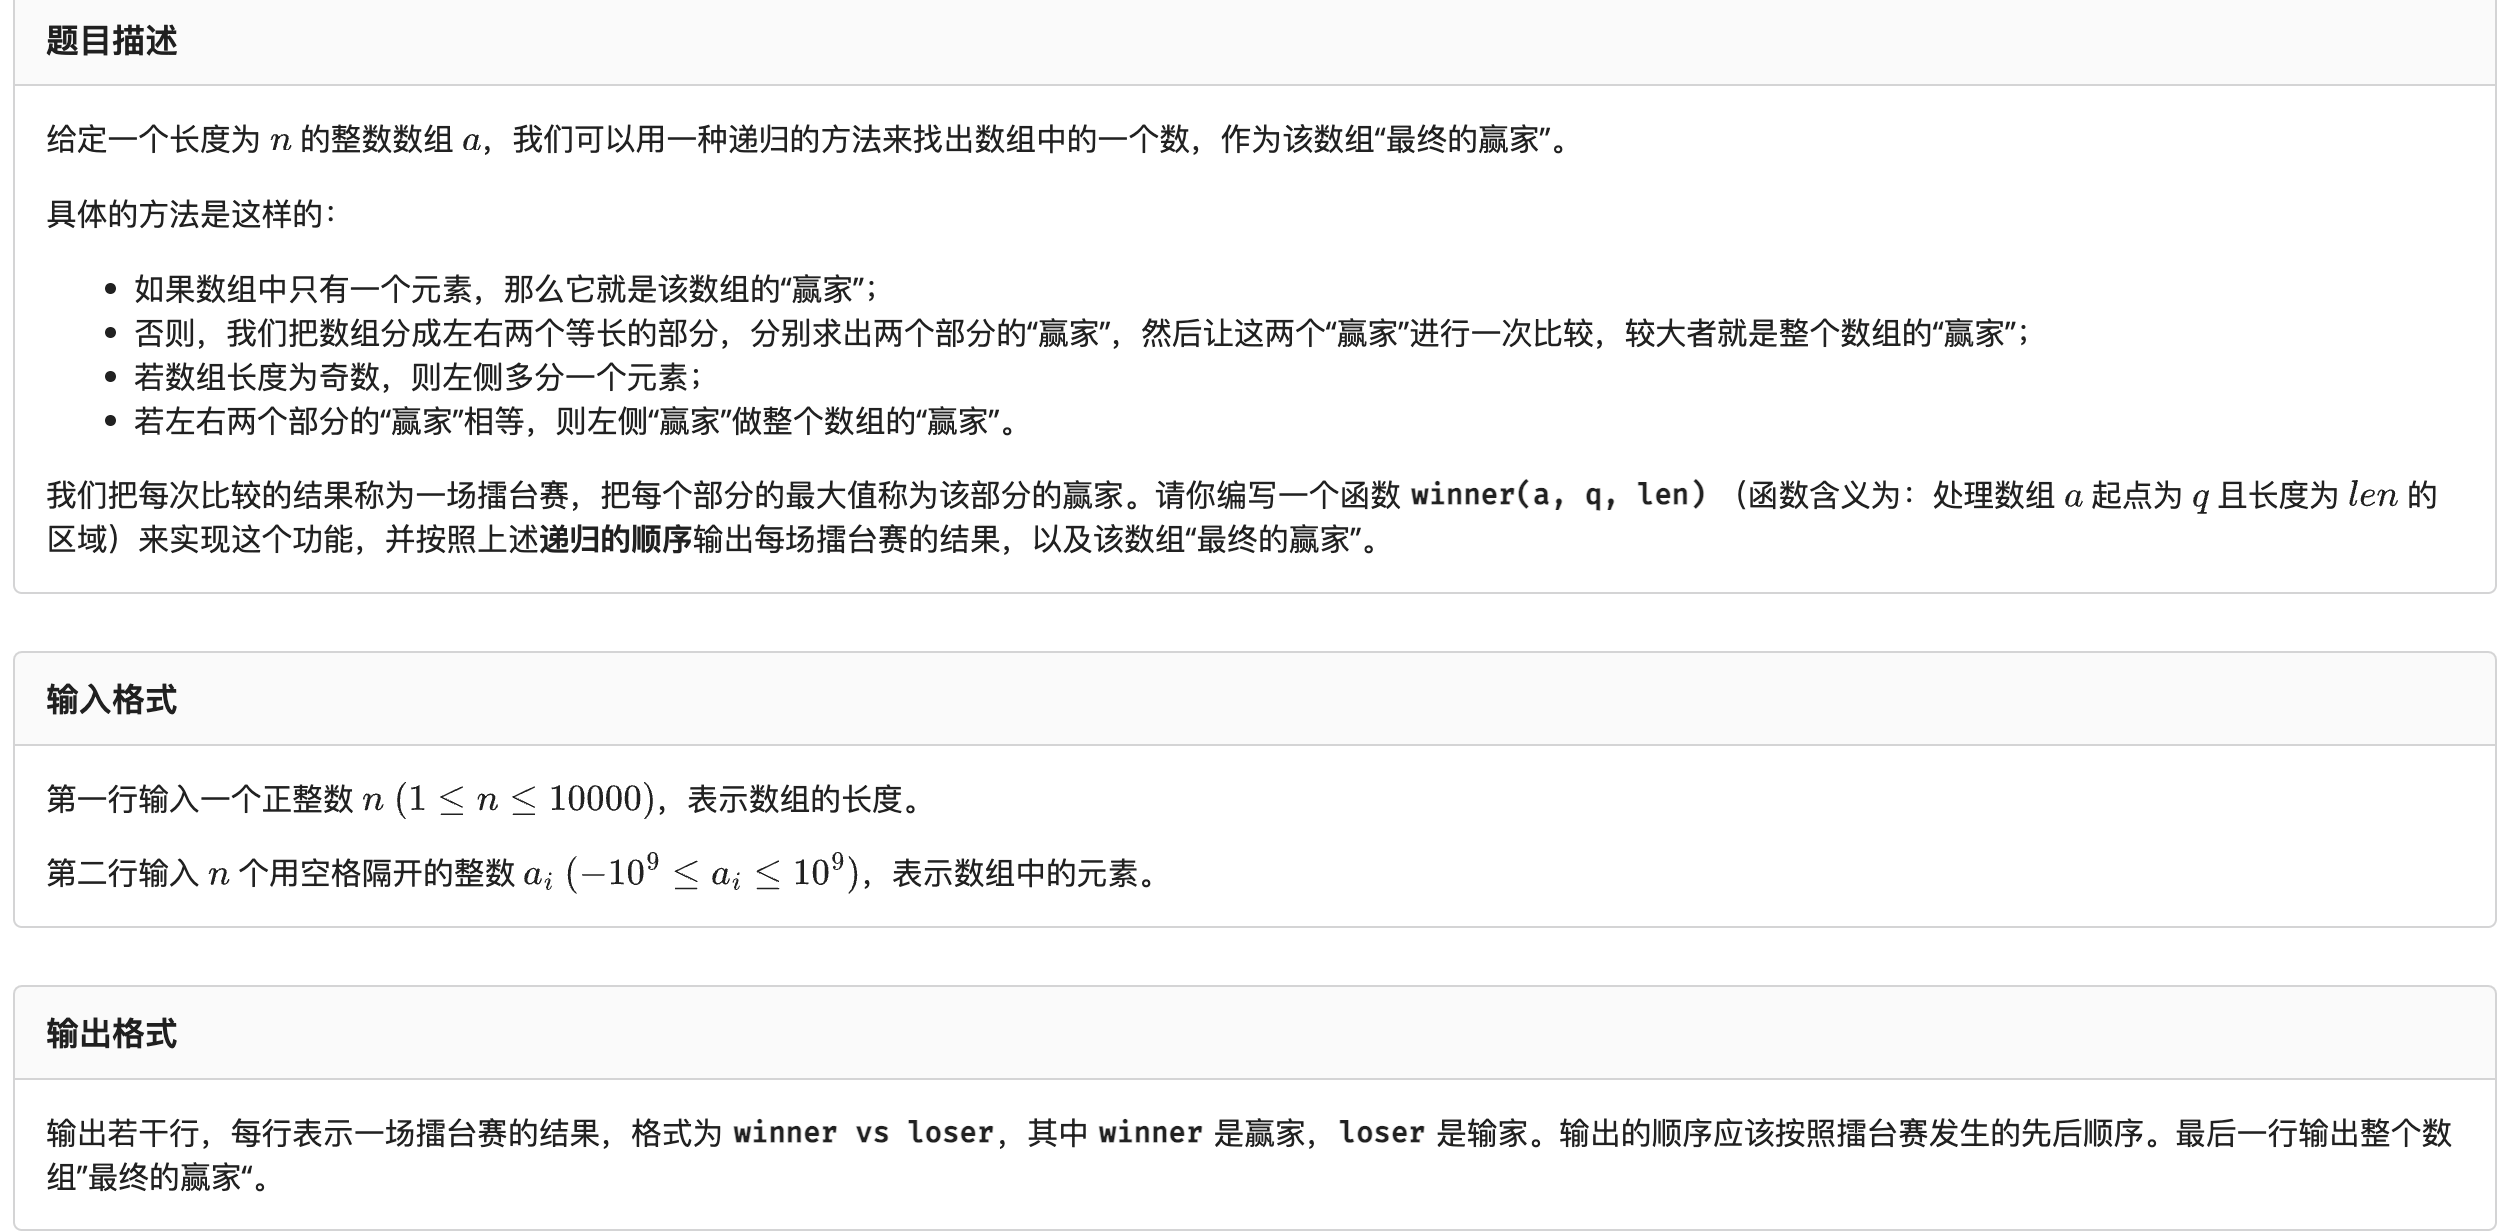 题目描述
给定一个长度为 n 的整数数组 a，我们可以用一种递归的方法来找出数组中的一个数，作为该数组“最终的赢家”。
具体的方法是这样的：
• 如果数组中只有一个元素，那么它就是该数组的“赢家”；
• 否则，我们把数组分成左右两个等长的部分，分别求出两个部分的“赢家”，然后让这两个“赢家”进行一次比较，较大者就是整个数组的“赢家”；
• 若数组长度为奇数，则左侧多分一个元素；
• 若左右两个部分的“赢家”相等，则左侧“赢家”做整个数组的“赢家”。
我们把每次比较的结果称为一场擂台赛，把每个部分的最大值称为该部分的赢家。请你编写一个函数 winner(a, q, len) （函数含义为：处理数组 a 起点为 q 且长度为 len 的
区域）来实现这个功能，并按照上述递归的顺序输出每场擂台赛的结果，以及该数组“最终的赢家”。
输入格式
第一行输入一个正整数 n (1 ≤ n ≤ 10000)，表示数组的长度。
第二行输入 n 个用空格隔开的整数 aᵢ (−10⁹ ≤ aᵢ ≤ 10⁹)，表示数组中的元素。
输出格式
输出若干行，每行表示一场擂台赛的结果，格式为 winner vs loser，其中 winner 是赢家，loser 是输家。输出的顺序应该按照擂台赛发生的先后顺序。最后一行输出整个数
组”最终的赢家“。